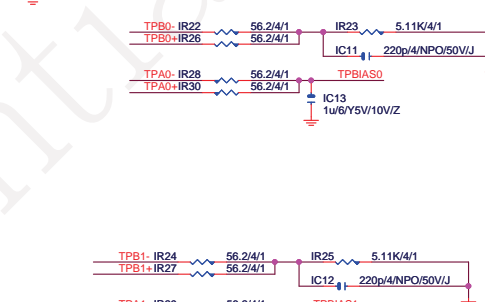 TPB0- IR22 56.2/4/1 IR23 5.11K/4/1
TPB0+ IR26 56.2/4/1
IC11 220p/4/NPO/50V/J
TPA0- IR28 56.2/4/1 TPBIAS0
TPA0+ IR30 56.2/4/1
IC13
1u/6/Y5V/10V/Z
TPB1- IR24 56.2/4/1 IR25 5.11K/4/1
TPB1+ IR27 56.2/4/1
IC12 220p/4/NPO/50V/J